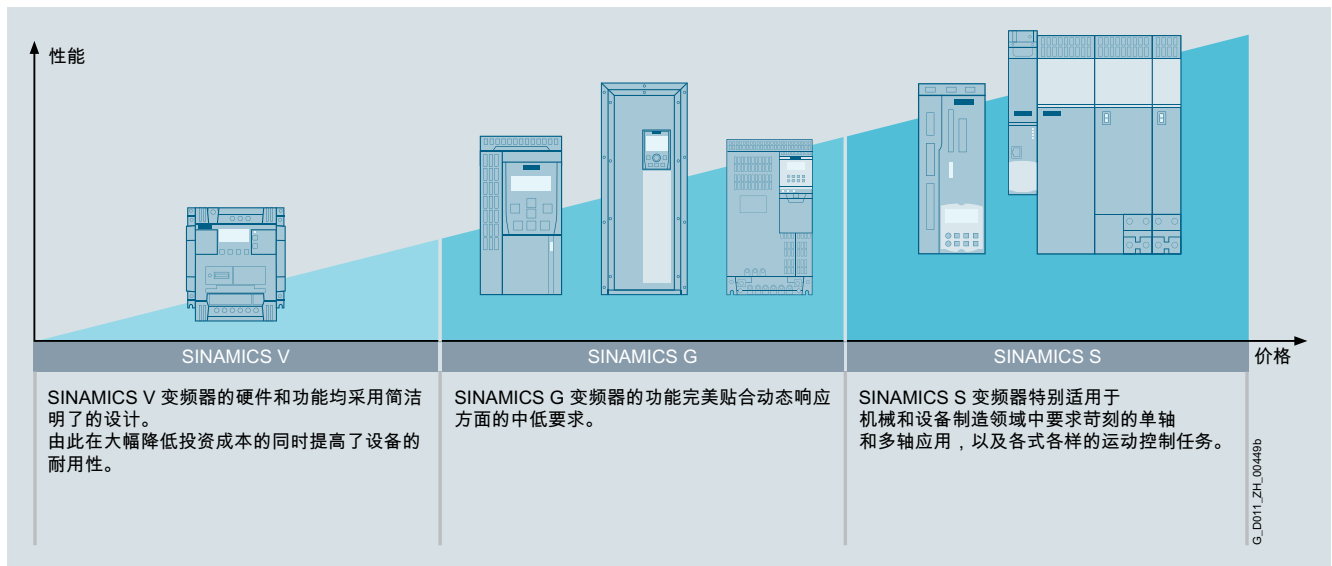 性能
SINAMICS V
SINAMICS G
SINAMICS S
价格
SINAMICS V 变频器的硬件和功能均采用简洁
明了的设计。
由此在大幅降低投资成本的同时提高了设备的
耐用性。
SINAMICS G 变频器的功能完美贴合动态响应
方面的中低要求。
SINAMICS S 变频器特别适用于
机械和设备制造领域中要求苛刻的单轴
和多轴应用，以及各式各样的运动控制任务。
G_D011_ZH_00449b